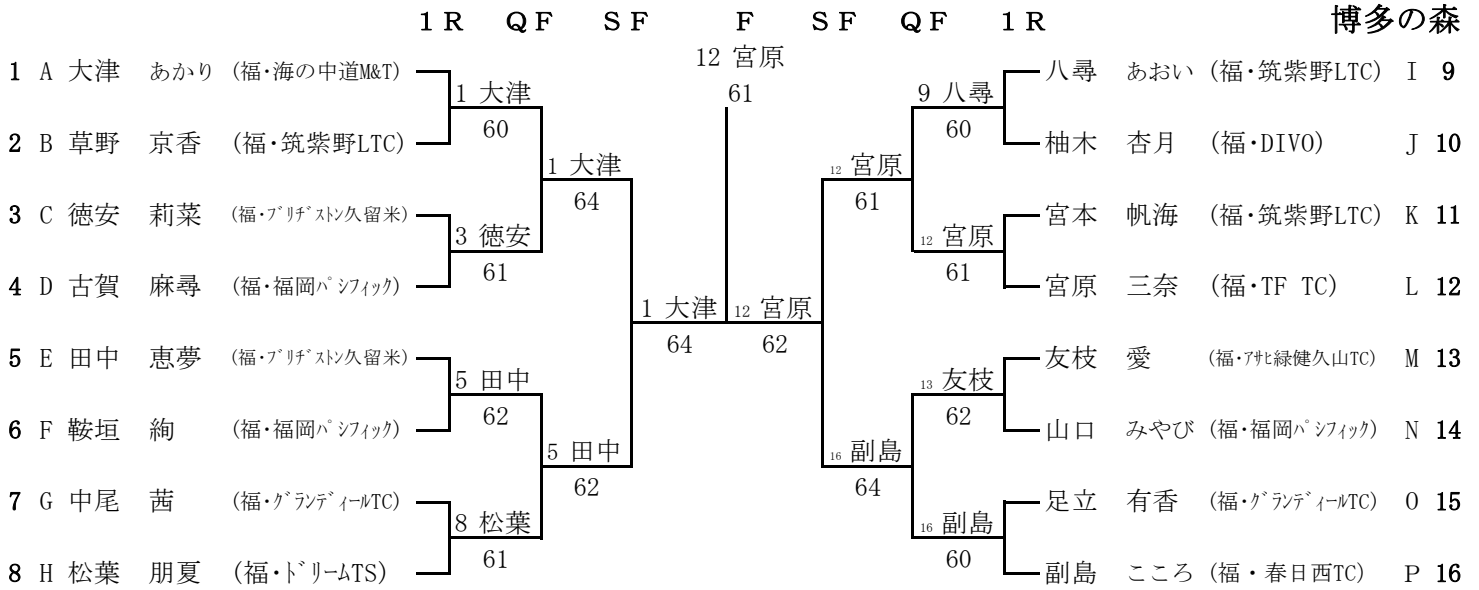 1R QF SF F SF QF 1R 博多の森
12 宮原
61
1 A 大津 あかり (福・海の中道M&T)
1 大津
60
2 B 草野 京香 (福・筑紫野LTC)
1 大津
64
3 C 徳安 莉菜 (福・ブリヂストン久留米)
3 徳安
61
4 D 古賀 麻尋 (福・福岡パシフィック)
1 大津
64
5 E 田中 恵夢 (福・ブリヂストン久留米)
5 田中
62
6 F 鞍垣 絢 (福・福岡パシフィック)
5 田中
62
7 G 中尾 茜 (福・グランディールTC)
8 松葉
61
8 H 松葉 朋夏 (福・ドリームTS)
八尋 あおい (福・筑紫野LTC) I 9
9 八尋
60
柚木 杏月 (福・DIVO) J 10
12 宮原
61
宮本 帆海 (福・筑紫野LTC) K 11
12 宮原
61
宮原 三奈 (福・TF TC) L 12
12 宮原
62
友枝 愛 (福・アサヒ緑健久山TC) M 13
13 友枝
62
山口 みやび (福・福岡パシフィック) N 14
16 副島
64
足立 有香 (福・グランディールTC) O 15
16 副島
60
副島 こころ (福・春日西TC) P 16